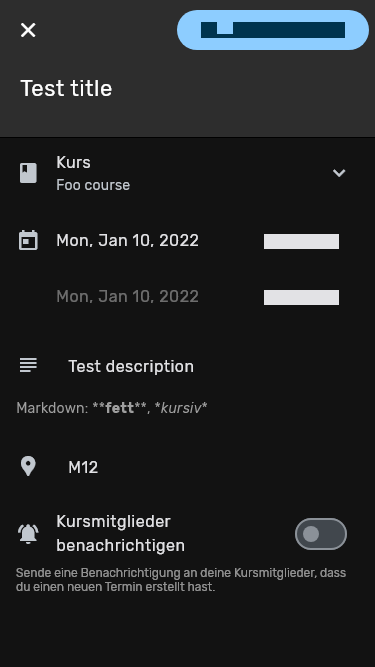 Test title
Kurs
Foo course
Mon, Jan 10, 2022
Mon, Jan 10, 2022
Test description
Markdown: **fett**, *kursiv*
M12
Kursmitglieder
benachrichtigen
Sende eine Benachrichtigung an deine Kursmitglieder, dass
du einen neuen Termin erstellt hast.